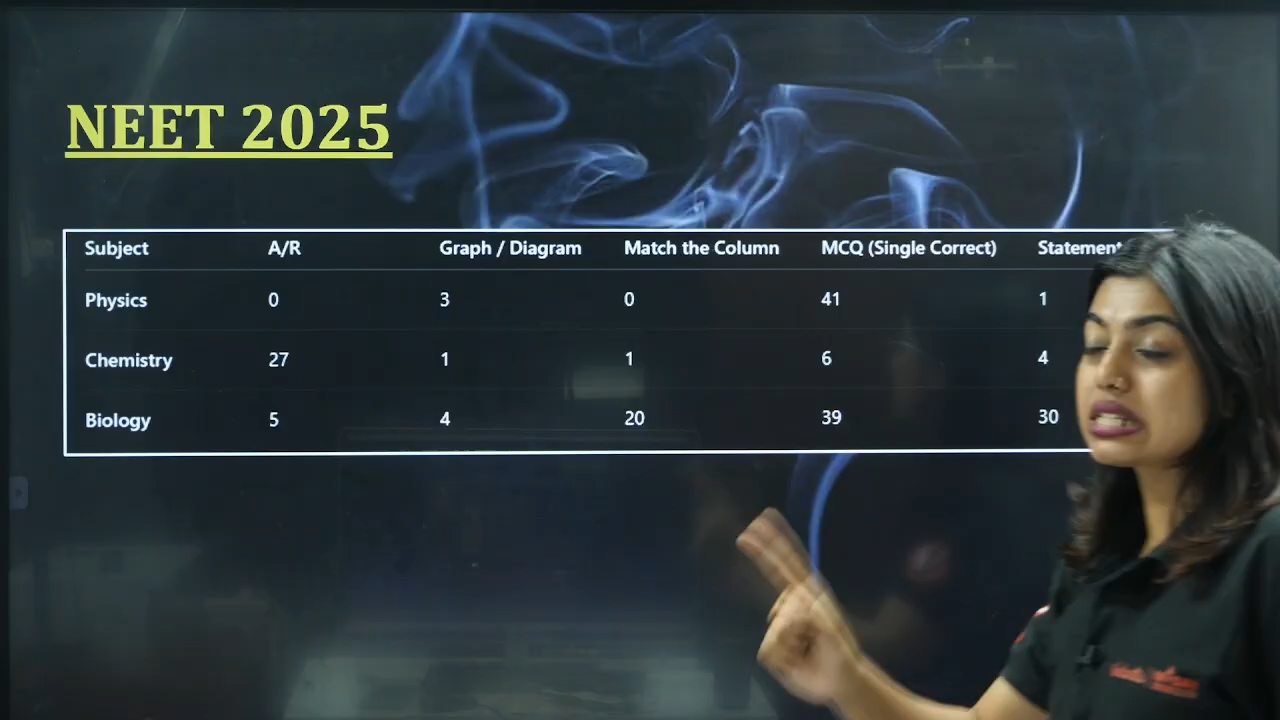 NEET 2025
Subject A/R Graph / Diagram Match the Column MCQ (Single Correct) Statement
Physics 0 3 0 41 1
Chemistry 27 1 1 6 4
Biology 5 4 20 39 30